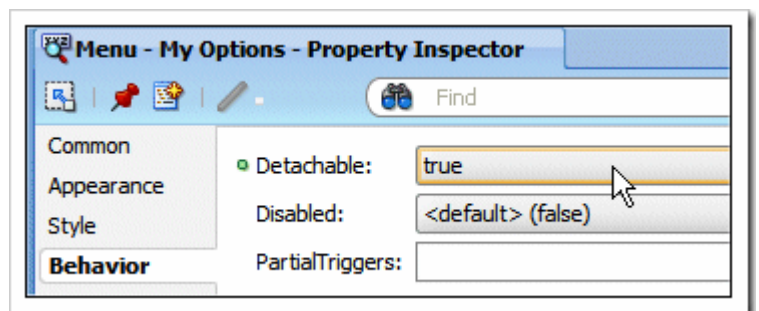 Menu - My Options - Property Inspector
Find
Common
Appearance
Style
Behavior
Detachable: true
Disabled: <default> (false)
PartialTriggers: